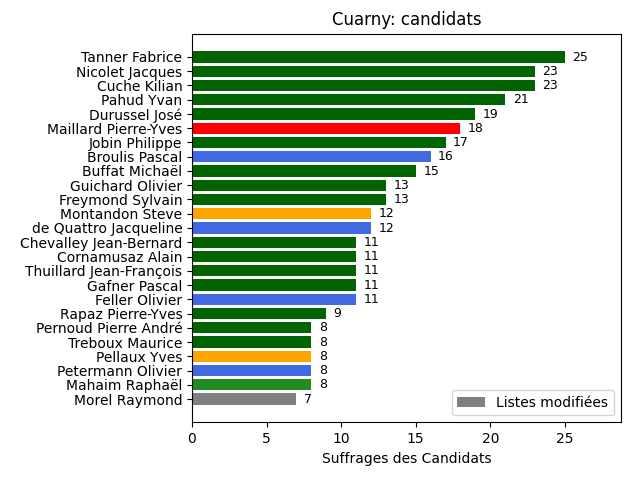 Cuarny: candidats
Tanner Fabrice 25
Nicolet Jacques 23
Cuche Kilian 23
Pahud Yvan 21
Durussel José 19
Maillard Pierre-Yves 18
Jobin Philippe 17
Broulis Pascal 16
Buffat Michaël 15
Guichard Olivier 13
Freymond Sylvain 13
Montandon Steve 12
de Quattro Jacqueline 12
Chevalley Jean-Bernard 11
Cornamusaz Alain 11
Thuillard Jean-François 11
Gafner Pascal 11
Feller Olivier 11
Rapaz Pierre-Yves 9
Pernoud Pierre André 8
Treboux Maurice 8
Pellaux Yves 8
Petermann Olivier 8
Mahaim Raphaël 8
Morel Raymond 7
Listes modifiées
0 5 10 15 20 25
Suffrages des Candidats